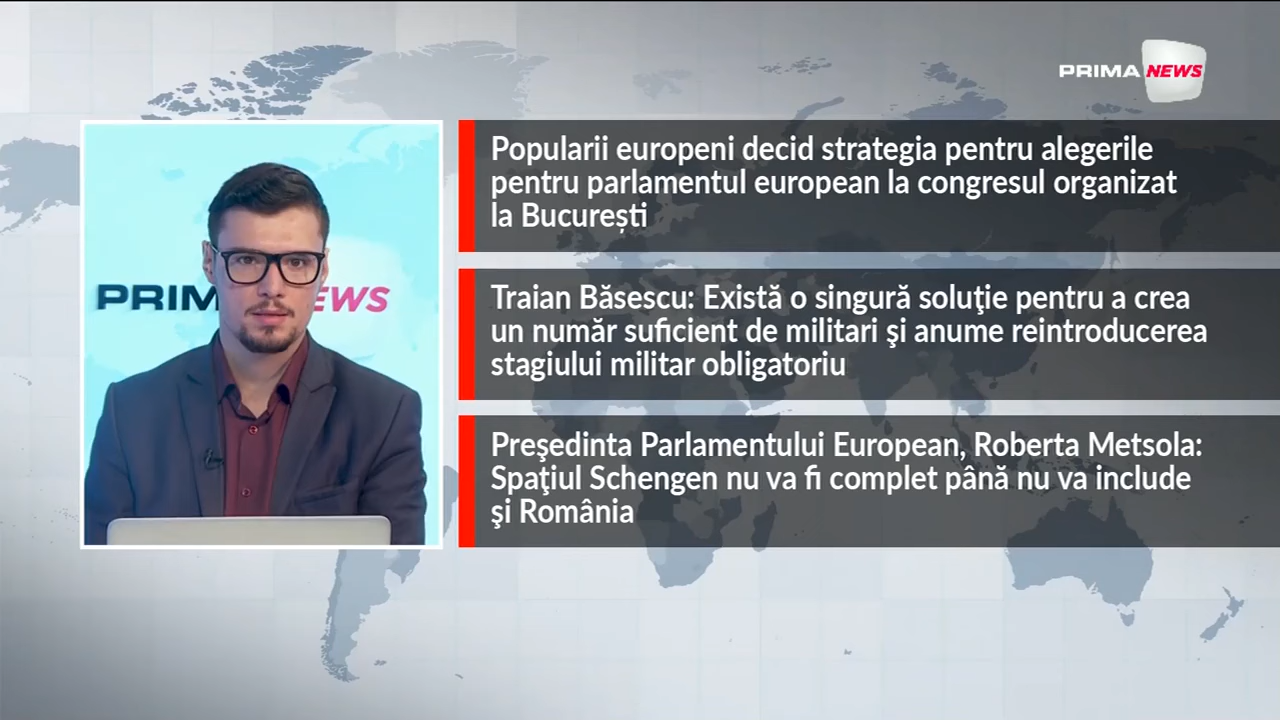 PRIMA NEWS
PRIM EWS
Popularii europeni decid strategia pentru alegerile
pentru parlamentul european la congresul organizat
la București
Traian Băsescu: Există o singură soluţie pentru a crea
un număr suficient de militari şi anume reintroducerea
stagiului militar obligatoriu
Preşedinta Parlamentului European, Roberta Metsola:
Spaţiul Schengen nu va fi complet până nu va include
şi România